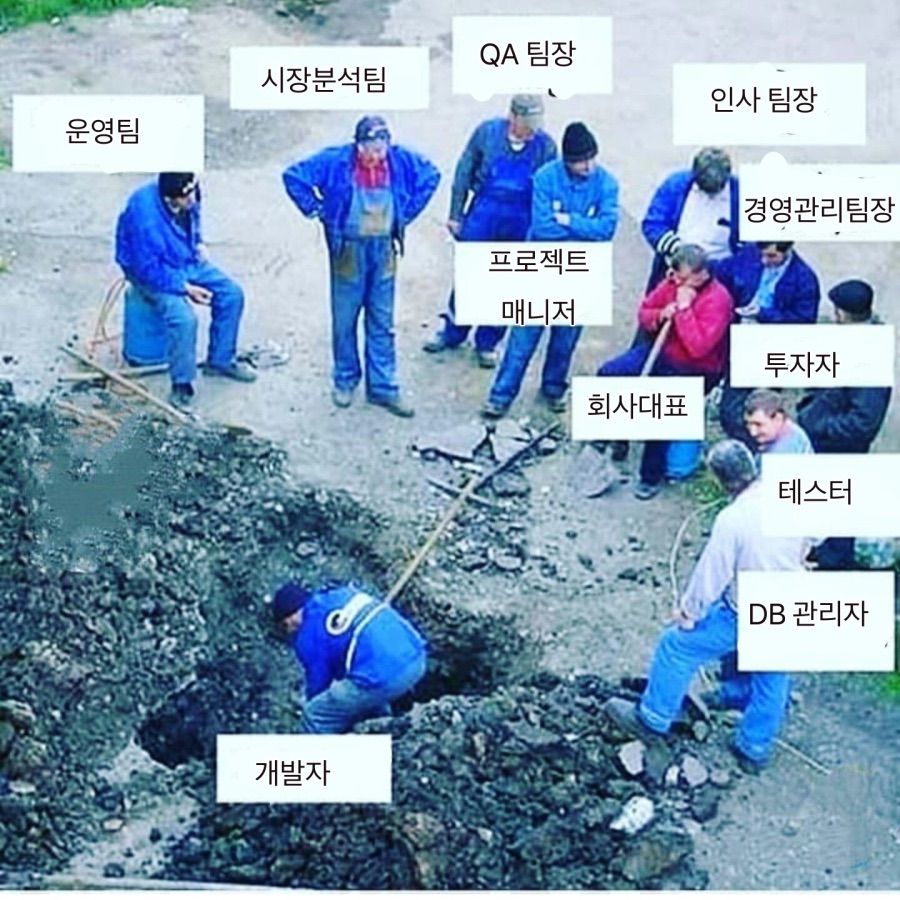 QA 팀장
시장분석팀
인사 팀장
운영팀
경영관리팀장
프로젝트
매니저
투자자
회사대표
테스터
DB 관리자
개발자